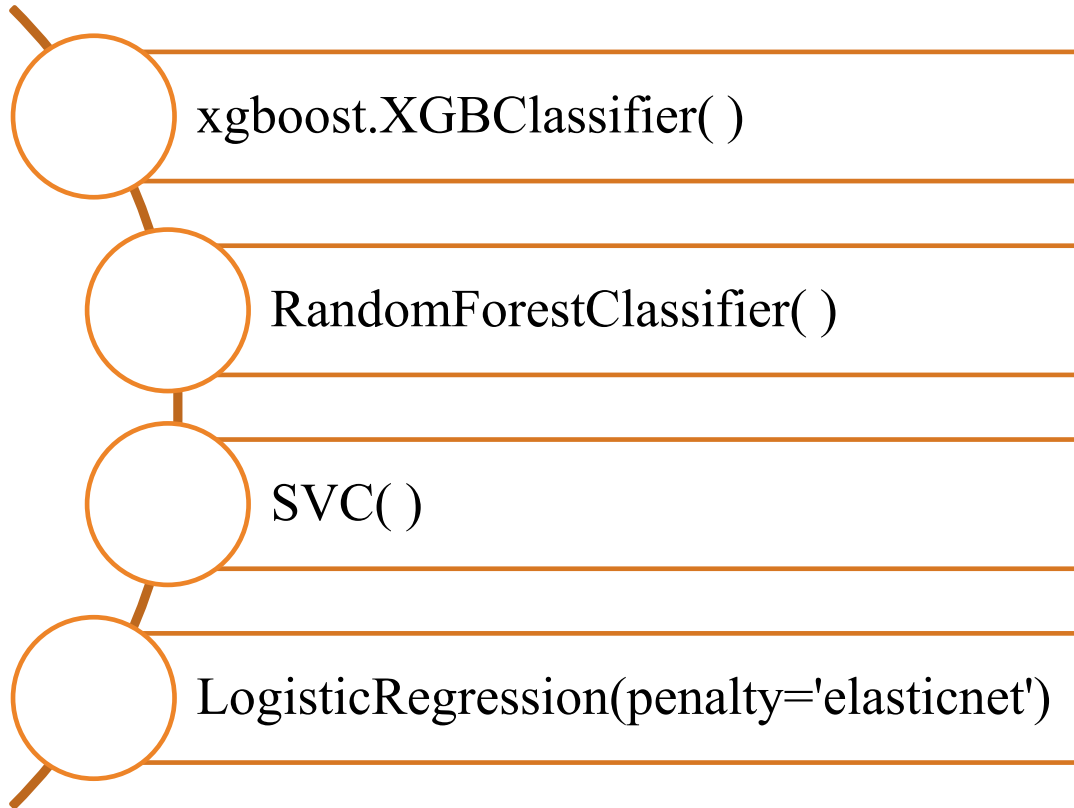 xgboost.XGBClassifier( )
RandomForestClassifier( )
SVC( )
LogisticRegression(penalty='elasticnet')